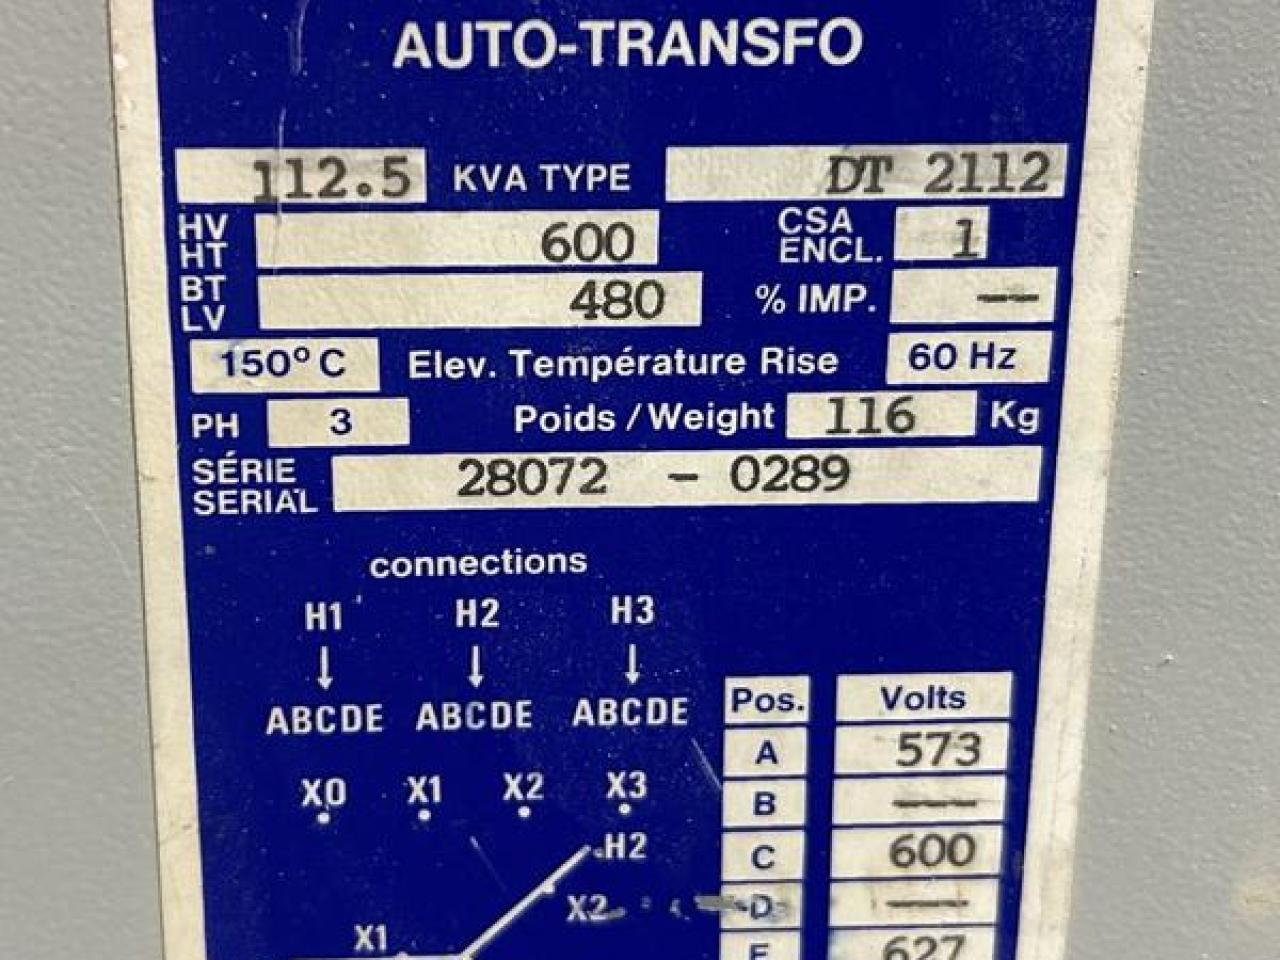 AUTO-TRANSFO
112.5 KVA TYPE DT 2112
HV
HT 600 CSA
ENCL. 1
BT
LV 480 % IMP. ---
150°C Elev. Température Rise 60 Hz
PH 3 Poids / Weight 116 Kg
SÉRIE
SERIAL 28072 - 0289
connections
H1 H2 H3
ABCDE ABCDE ABCDE
X0 X1 X2 X3
H2
X2
X1
Pos. Volts
A 573
B ---
C 600
D ---
E 627